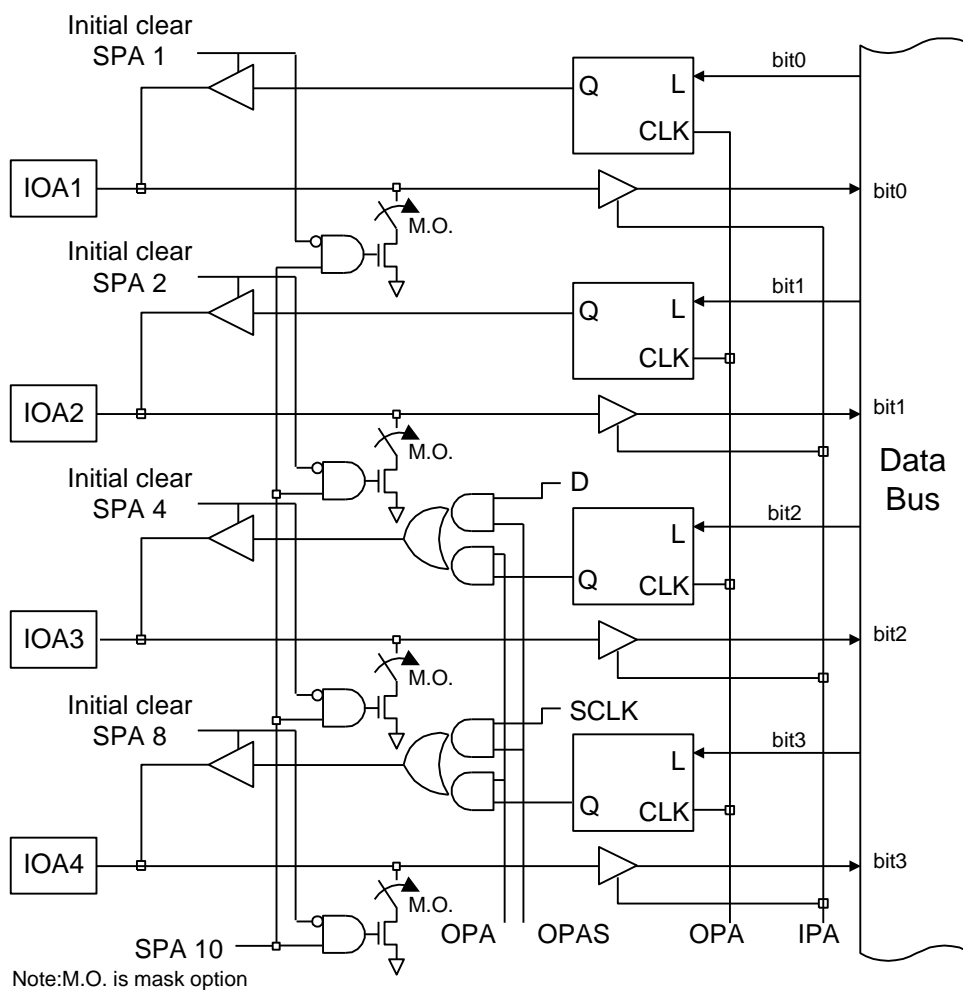 Initial clear
SPA 1
Q
L
CLK
bit0
IOA1
M.O.
bit0
Initial clear
SPA 2
Q
L
CLK
bit1
IOA2
M.O.
bit1
Data
Bus
Initial clear
SPA 4
D
Q
L
CLK
bit2
IOA3
M.O.
bit2
Initial clear
SPA 8
SCLK
Q
L
CLK
bit3
IOA4
M.O.
bit3
SPA 10
OPA
OPAS
OPA
IPA
Note:M.O. is mask option